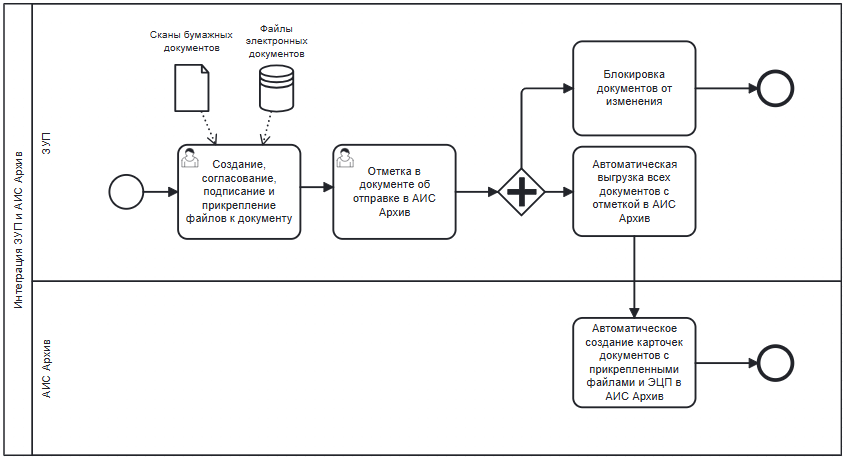 Интеграция ЗУП и АИС Архив
ЗУП
Сканы бумажных
документов
Файлы
электронных
документов
Создание,
согласование,
подписание и
прикрепление
файлов к документу
Отметка в
документе об
отправке в АИС
Архив
Блокировка
документов от
изменения
Автоматическая
выгрузка всех
документов с
отметкой в АИС
Архив
АИС Архив
Автоматическое
создание карточек
документов с
прикрепленными
файлами и ЭЦП в
АИС Архив